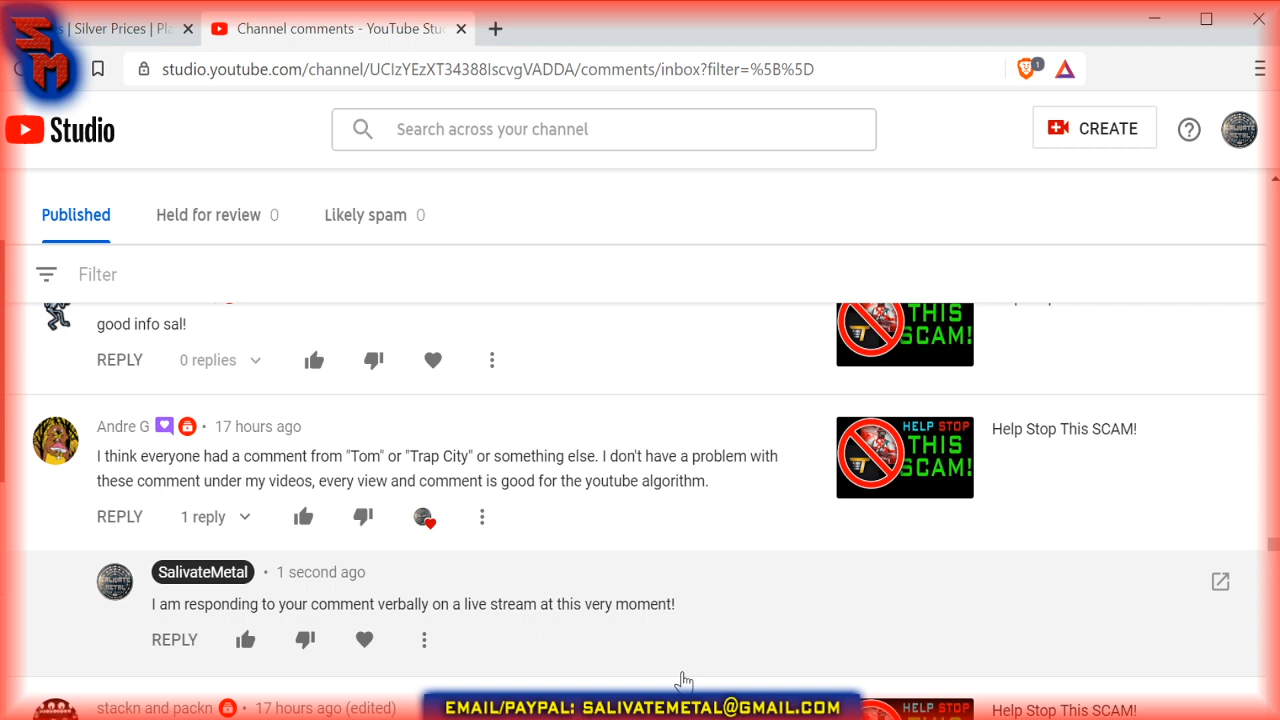 SM
s | Silver Prices | Pla
Channel comments - YouTube Stud
studio.youtube.com/channel/UCIzYEzXT34388IscvgVADDA/comments/inbox?filter=%5B%5D
1
Studio
Search across your channel
CREATE
Published
Held for review 0
Likely spam 0
Filter
good info sal!
THIS
SCAM!
REPLY
0 replies
Andre G • 17 hours ago
I think everyone had a comment from "Tom" or "Trap City" or something else. I don't have a problem with
these comment under my videos, every view and comment is good for the youtube algorithm.
HELP STOP
THIS
SCAM!
Help Stop This SCAM!
REPLY
1 reply
SalivateMetal • 1 second ago
I am responding to your comment verbally on a live stream at this very moment!
REPLY
stackn and packn • 17 hours ago (edited)
HELP STOP
Help Stop This SCAM!
EMAIL/PAYPAL: SALIVATEMETAL@GMAIL.COM